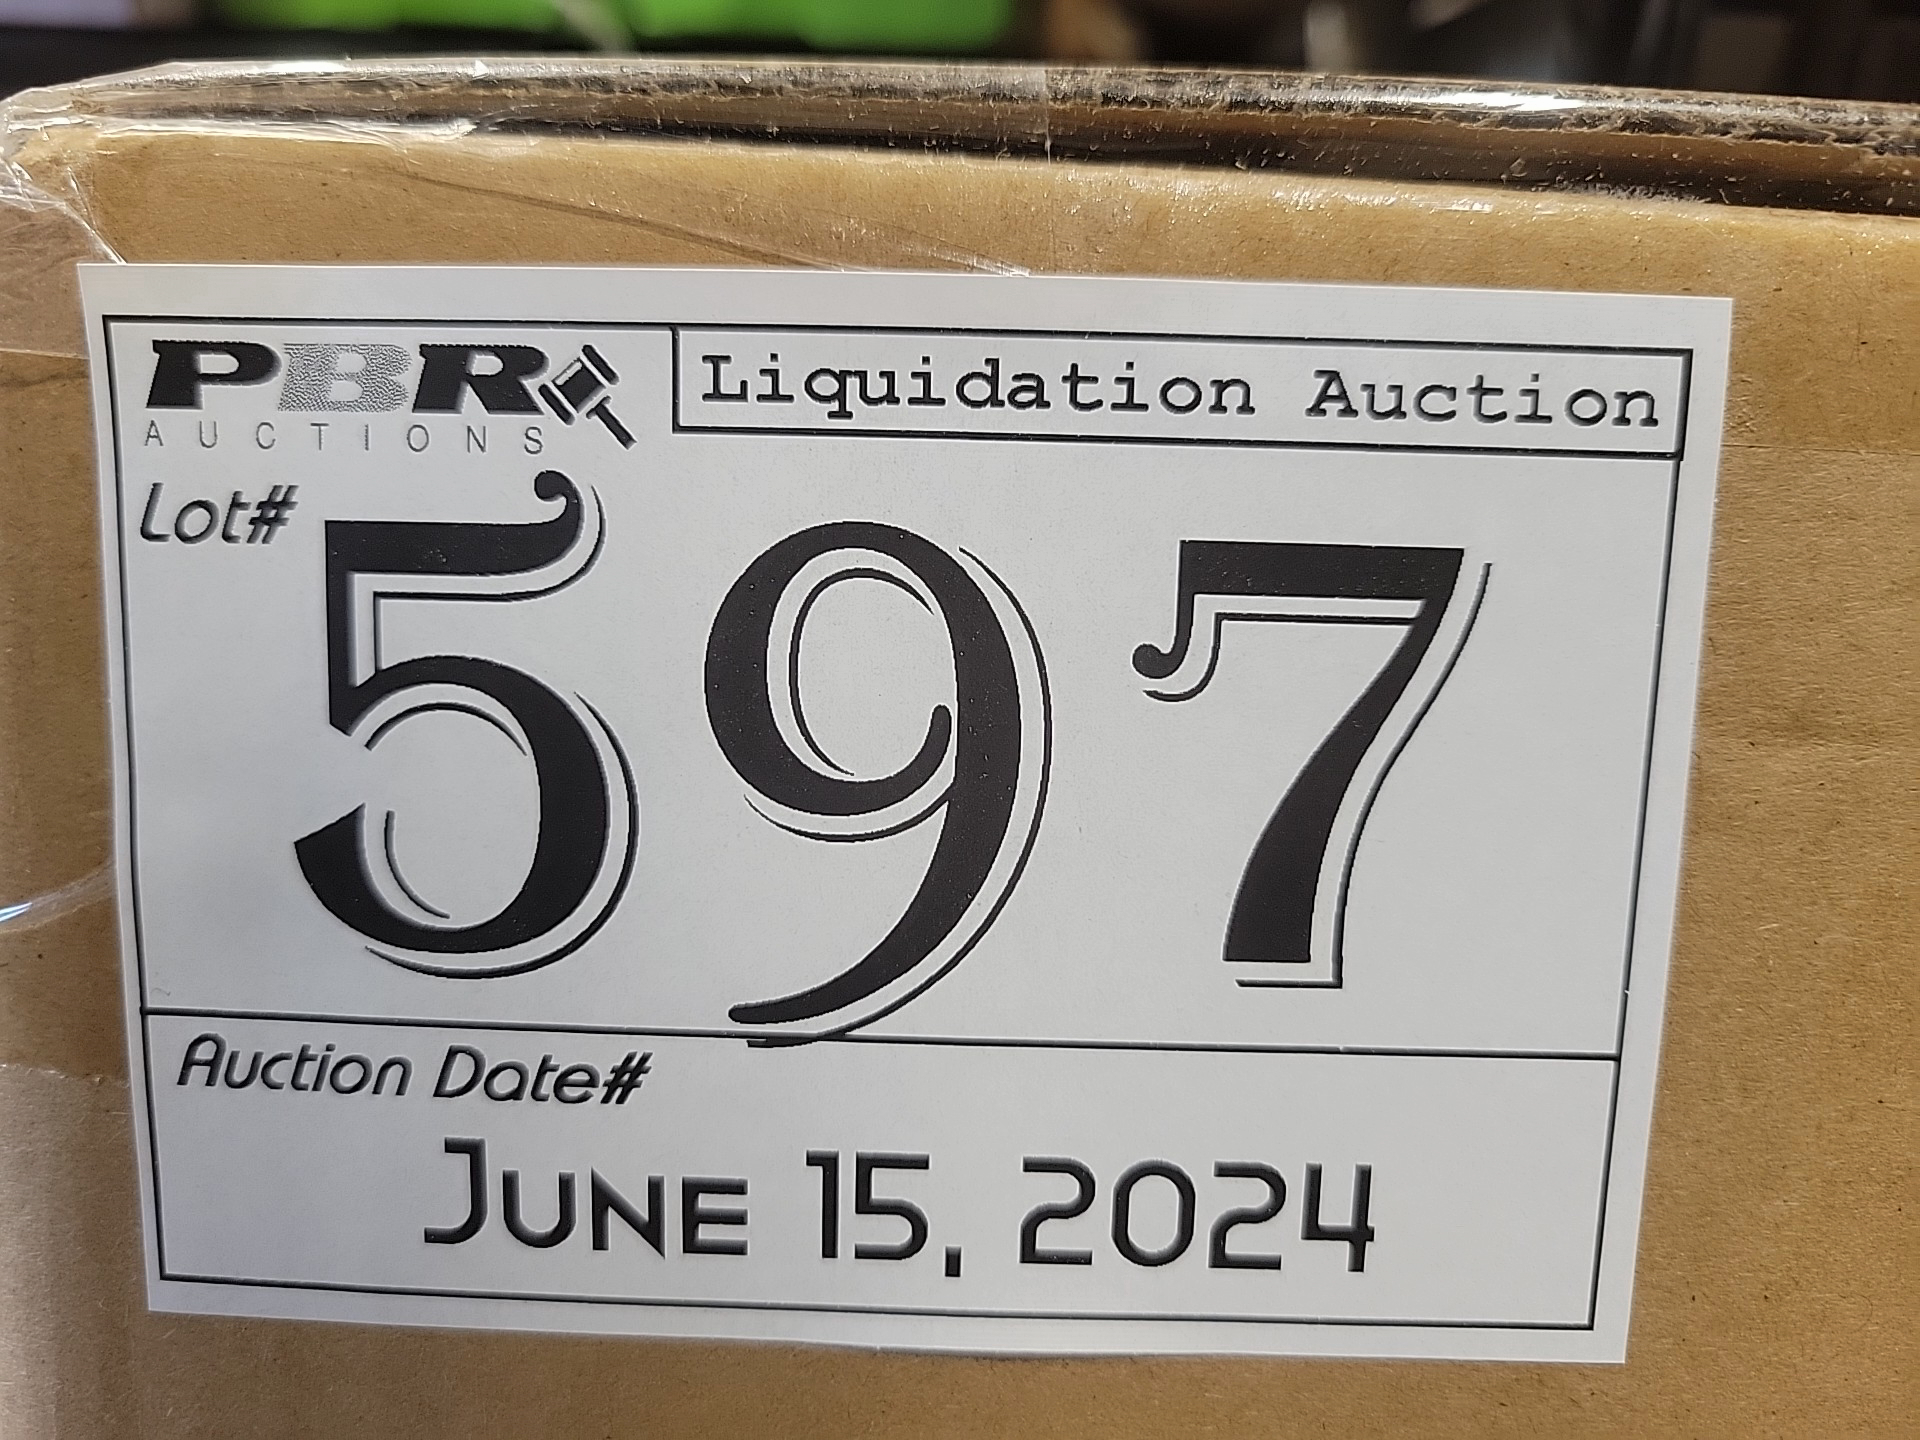 PBR
AUCTIONS
Liquidation Auction
Lot#
597
Auction Date#
JUNE 15, 2024